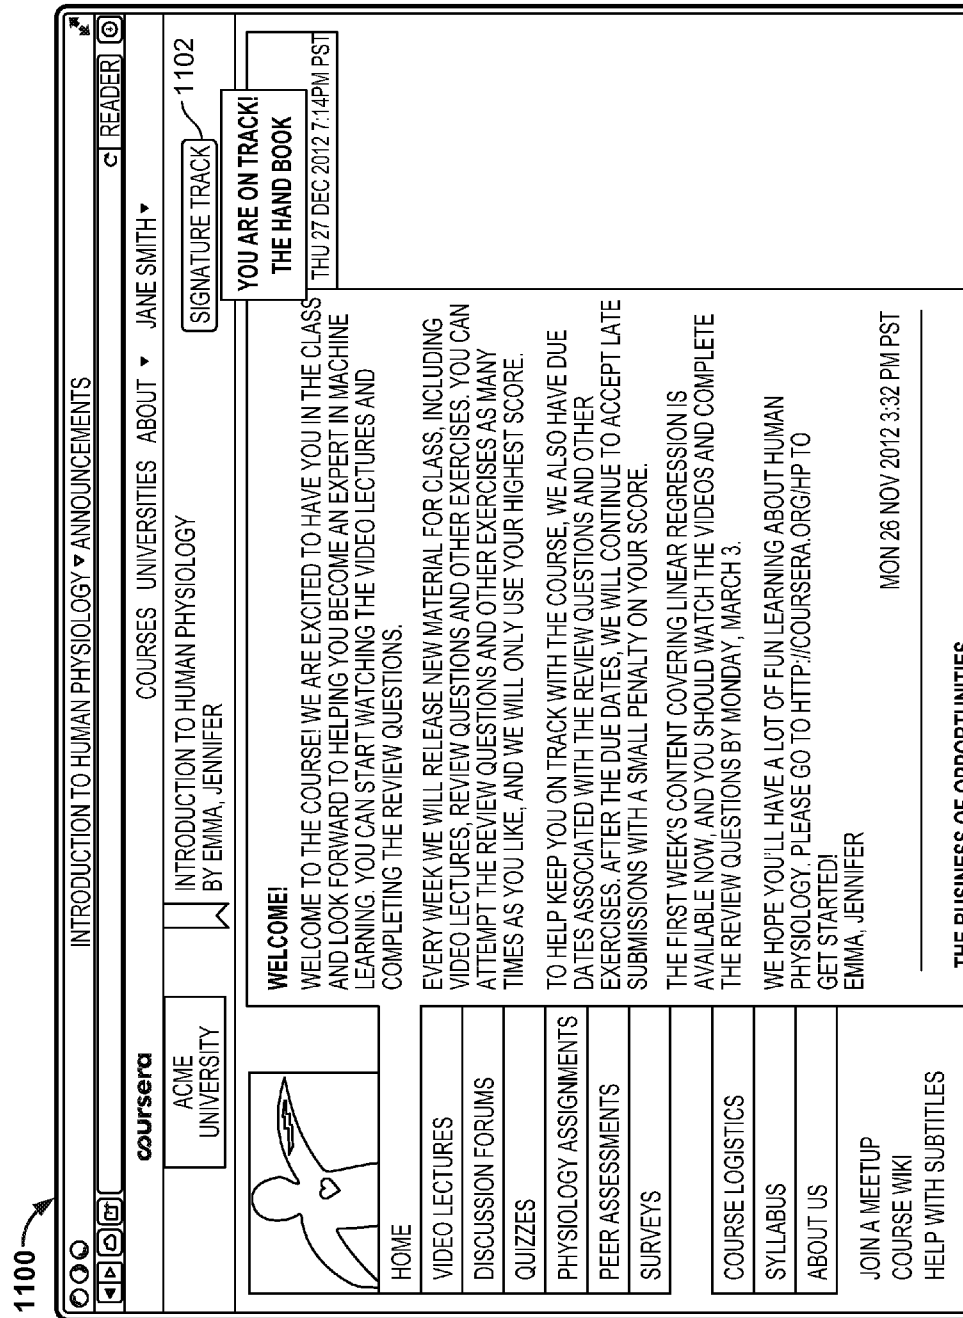 1100
INTRODUCTION TO HUMAN PHYSIOLOGY ▾ ANNOUNCEMENTS
READER
coursera
COURSES UNIVERSITIES ABOUT ▾ JANE SMITH ▾
ACME
UNIVERSITY
INTRODUCTION TO HUMAN PHYSIOLOGY
BY EMMA, JENNIFER
SIGNATURE TRACK
1102
YOU ARE ON TRACK!
THE HAND BOOK
THU 27 DEC 2012 7:14PM PST
HOME
VIDEO LECTURES
DISCUSSION FORUMS
QUIZZES
PHYSIOLOGY ASSIGNMENTS
PEER ASSESSMENTS
SURVEYS
COURSE LOGISTICS
SYLLABUS
ABOUT US
JOIN A MEETUP
COURSE WIKI
HELP WITH SUBTITLES
WELCOME!
WELCOME TO THE COURSE! WE ARE EXCITED TO HAVE YOU IN THE CLASS
AND LOOK FORWARD TO HELPING YOU BECOME AN EXPERT IN MACHINE
LEARNING. YOU CAN START WATCHING THE VIDEO LECTURES AND
COMPLETING THE REVIEW QUESTIONS.
EVERY WEEK WE WILL RELEASE NEW MATERIAL FOR CLASS, INCLUDING
VIDEO LECTURES, REVIEW QUESTIONS AND OTHER EXERCISES. YOU CAN
ATTEMPT THE REVIEW QUESTIONS AND OTHER EXERCISES AS MANY
TIMES AS YOU LIKE, AND WE WILL ONLY USE YOUR HIGHEST SCORE.
TO HELP KEEP YOU ON TRACK WITH THE COURSE, WE ALSO HAVE DUE
DATES ASSOCIATED WITH THE REVIEW QUESTIONS AND OTHER
EXERCISES. AFTER THE DUE DATES, WE WILL CONTINUE TO ACCEPT LATE
SUBMISSIONS WITH A SMALL PENALTY ON YOUR SCORE.
THE FIRST WEEK'S CONTENT COVERING LINEAR REGRESSION IS
AVAILABLE NOW, AND YOU SHOULD WATCH THE VIDEOS AND COMPLETE
THE REVIEW QUESTIONS BY MONDAY, MARCH 3.
WE HOPE YOU'LL HAVE A LOT OF FUN LEARNING ABOUT HUMAN
PHYSIOLOGY. PLEASE GO TO HTTP://COURSERA.ORG/HP TO
GET STARTED!
EMMA, JENNIFER
MON 26 NOV 2012 3:32 PM PST
THE BUSINESS OF OPPORTUNITIES